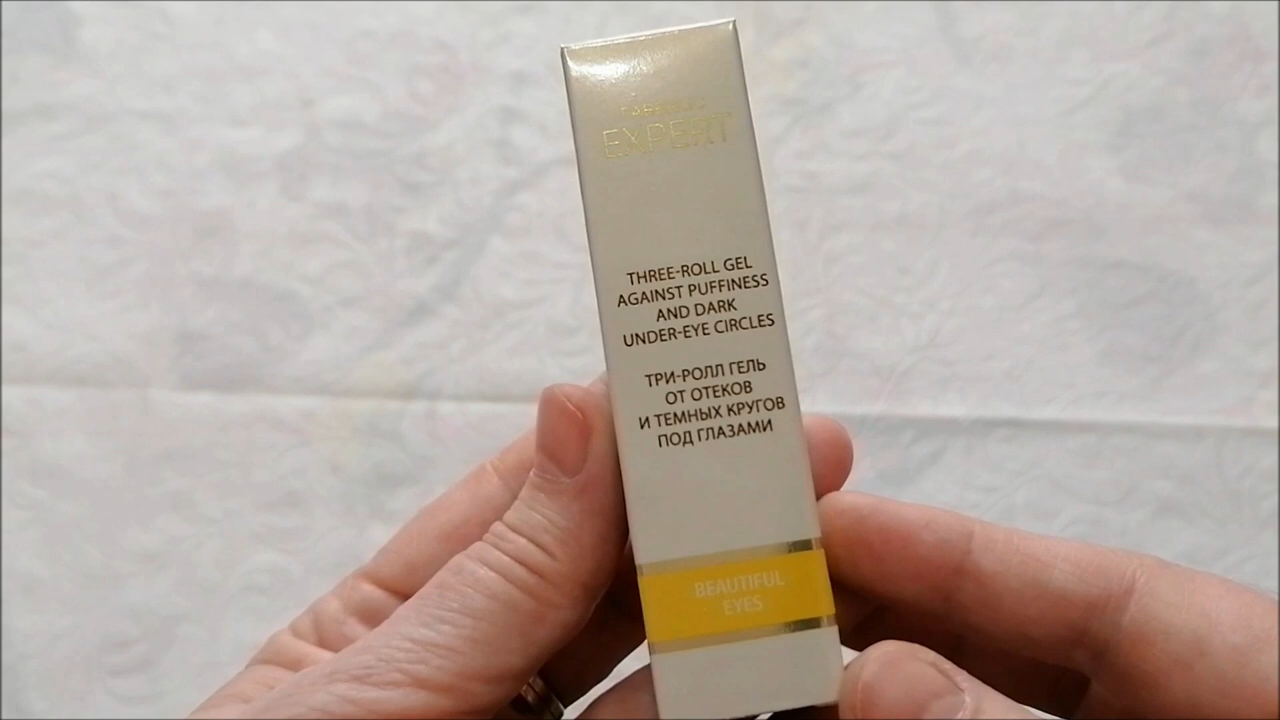 FABERLIC
EXPERT
THREE-ROLL GEL
AGAINST PUFFINESS
AND DARK
UNDER-EYE CIRCLES
ТРИ-РОЛЛ ГЕЛЬ
ОТ ОТЕКОВ
И ТЕМНЫХ КРУГОВ
ПОД ГЛАЗАМИ
BEAUTIFUL
EYES